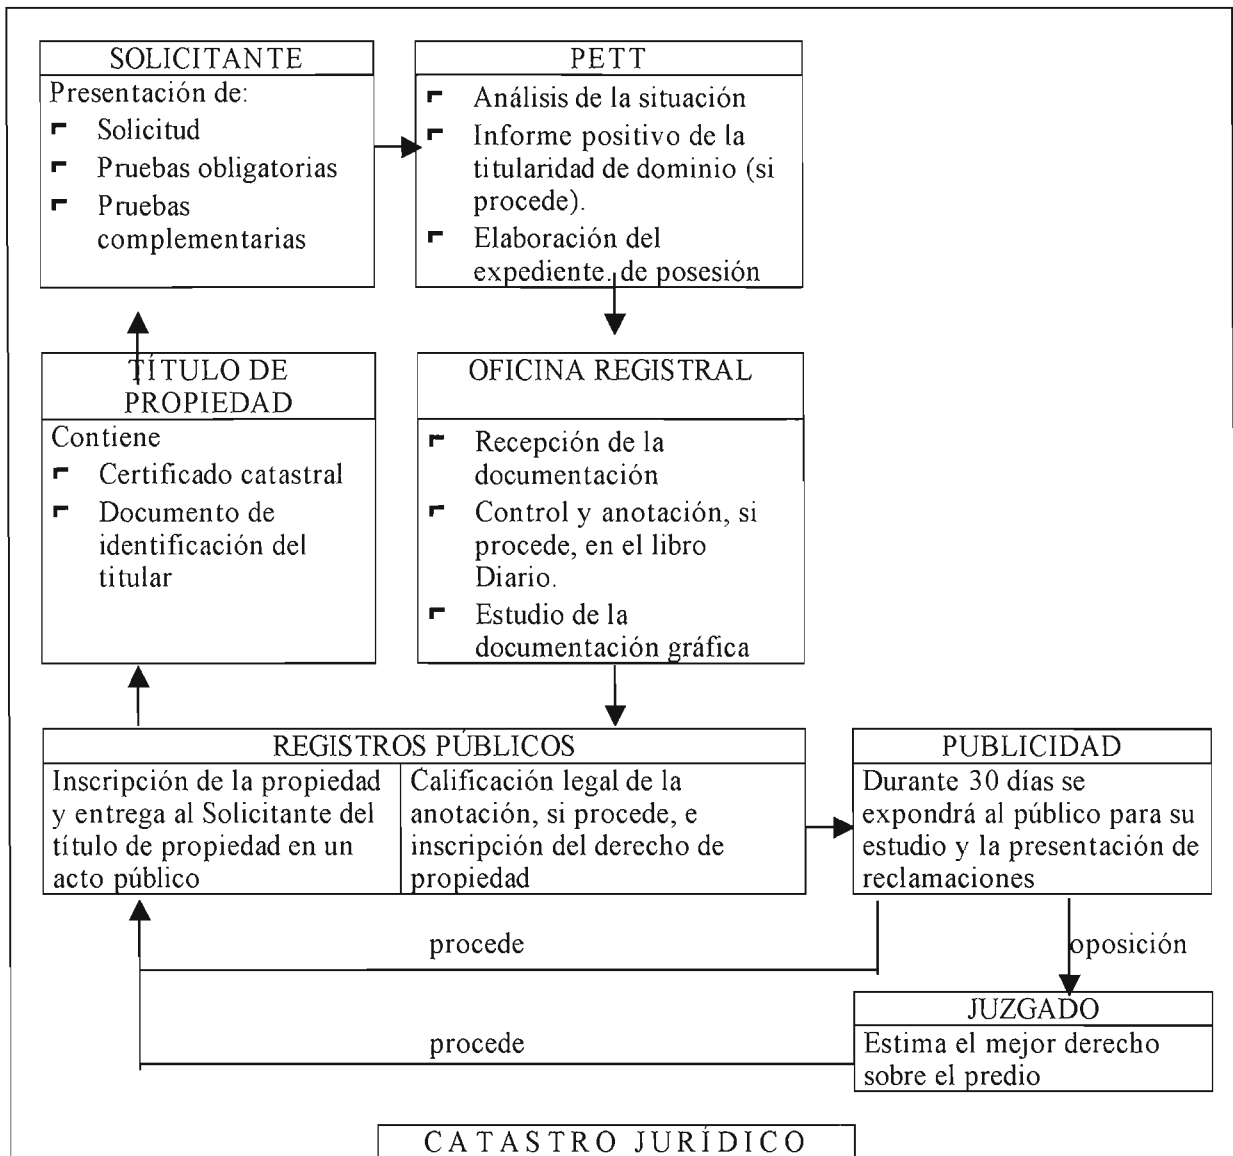 SOLICITANTE
Presentación de:
Solicitud
Pruebas obligatorias
Pruebas
complementarias
PETT
Análisis de la situación
Informe positivo de la
titularidad de dominio (si
procede).
Elaboración del
expediente. de posesión
TÍTULO DE
PROPIEDAD
Contiene
Certificado catastral
Documento de
identificación del
titular
OFICINA REGISTRAL
Recepción de la
documentación
Control y anotación, si
procede, en el libro
Diario.
Estudio de la
documentación gráfica
REGISTROS PÚBLICOS
Inscripción de la propiedad
y entrega al Solicitante del
título de propiedad en un
acto público
Calificación legal de la
anotación, si procede, e
inscripción del derecho de
propiedad
PUBLICIDAD
Durante 30 días se
expondrá al público para su
estudio y la presentación de
reclamaciones
procede
oposición
JUZGADO
Estima el mejor derecho
sobre el predio
procede
CATASTRO JURÍDICO